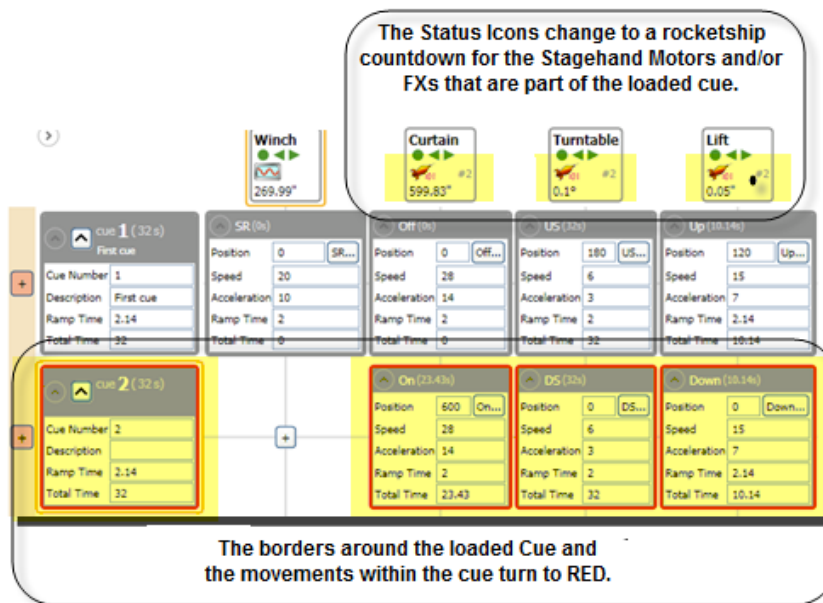 The Status Icons change to a rocketship
countdown for the Stagehand Motors and/or
FXs that are part of the loaded cue.
Winch Curtain Turntable Lift
#2 #2 #2
269.99" 599.83" 0.1° 0.05"
cue 1 (32 s) SR (0s) Off (0s) US (32s) Up (10.14s)
First cue
Position 0 SR... Position 0 Off... Position 180 US... Position 120 Up...
Cue Number 1 Speed 20 Speed 28 Speed 6 Speed 15
Description First cue Acceleration 10 Acceleration 14 Acceleration 3 Acceleration 7
Ramp Time 2.14 Ramp Time 2 Ramp Time 2 Ramp Time 2 Ramp Time 2.14
Total Time 32 Total Time 0 Total Time 0 Total Time 32 Total Time 10.14
cue 2 (32 s) On (23.43s) DS (32s) Down (10.14s)
Position 600 On... Position 0 DS... Position 0 Down...
Cue Number 2 Speed 28 Speed 6 Speed 15
Description Acceleration 14 Acceleration 3 Acceleration 7
Ramp Time 2.14 Ramp Time 2 Ramp Time 2 Ramp Time 2.14
Total Time 32 Total Time 23.43 Total Time 32 Total Time 10.14
The borders around the loaded Cue and
the movements within the cue turn to RED.